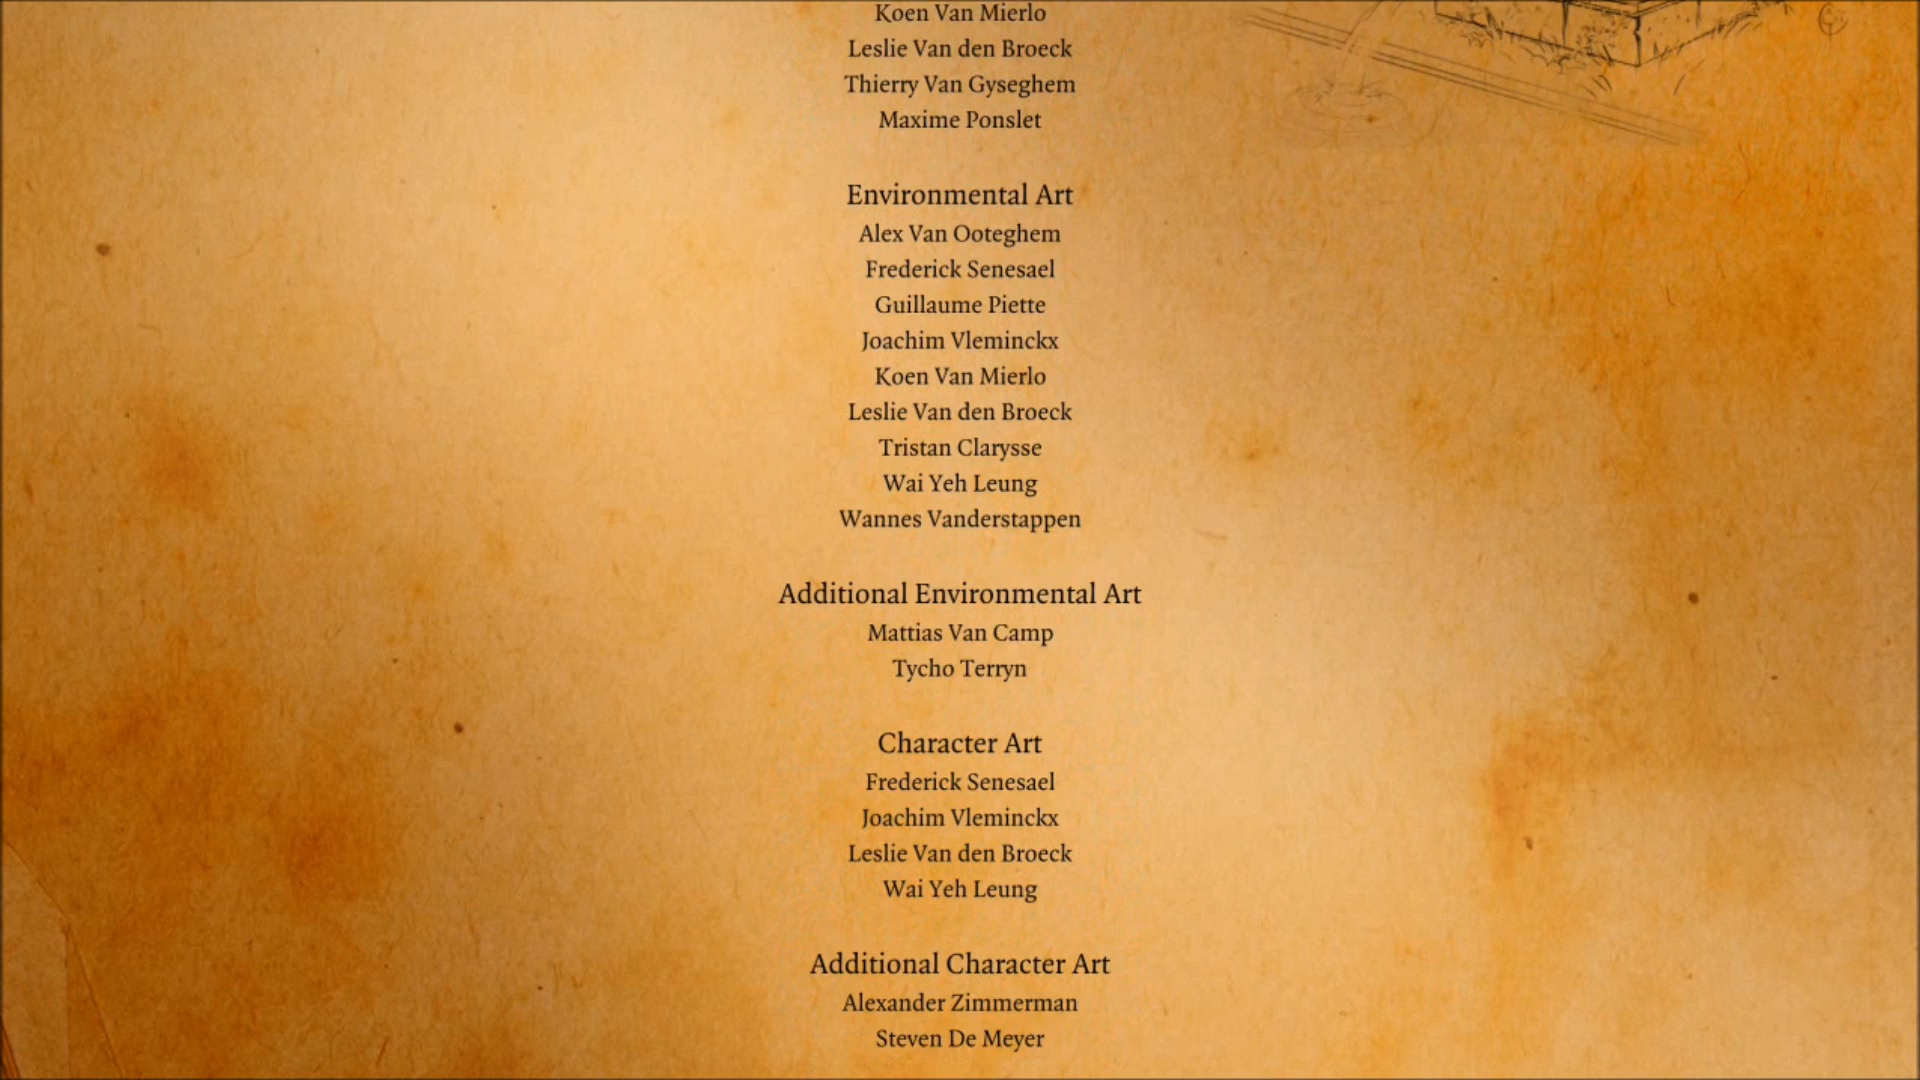 Koen Van Mierlo
Leslie Van den Broeck
Thierry Van Gyseghem
Maxime Ponslet
Environmental Art
Alex Van Ooteghem
Frederick Senesael
Guillaume Piette
Joachim Vleminckx
Koen Van Mierlo
Leslie Van den Broeck
Tristan Clarysse
Wai Yeh Leung
Wannes Vanderstappen
Additional Environmental Art
Mattias Van Camp
Tycho Terryn
Character Art
Frederick Senesael
Joachim Vleminckx
Leslie Van den Broeck
Wai Yeh Leung
Additional Character Art
Alexander Zimmerman
Steven De Meyer